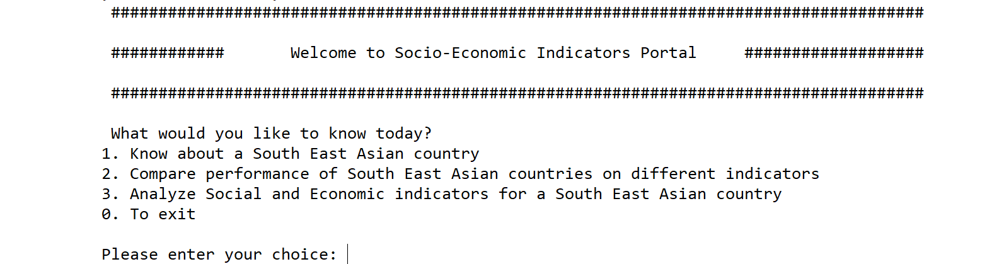 ######################################################################################
############       Welcome to Socio-Economic Indicators Portal     ###################
######################################################################################
What would you like to know today?
1. Know about a South East Asian country
2. Compare performance of South East Asian countries on different indicators
3. Analyze Social and Economic indicators for a South East Asian country
0. To exit
Please enter your choice: